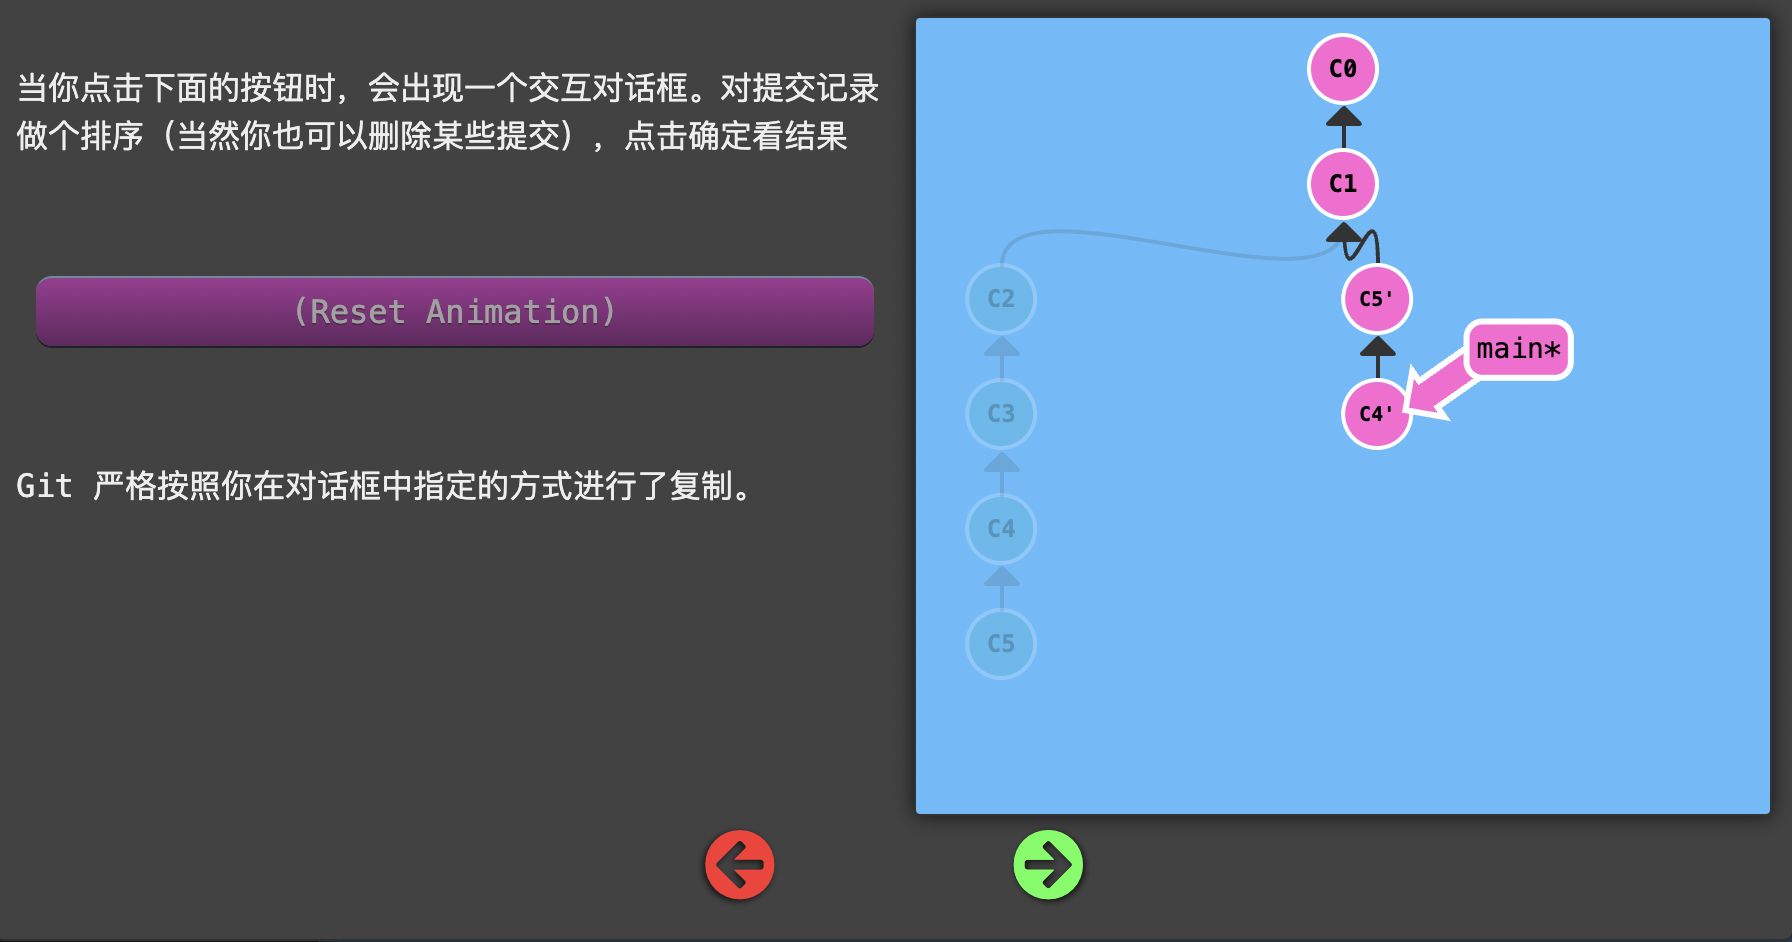 当你点击下面的按钮时，会出现一个交互对话框。对提交记录
做个排序（当然你也可以删除某些提交），点击确定看结果
(Reset Animation)
Git 严格按照你在对话框中指定的方式进行了复制。
C0
C1
C2
C5'
main*
C3
C4'
C4
C5